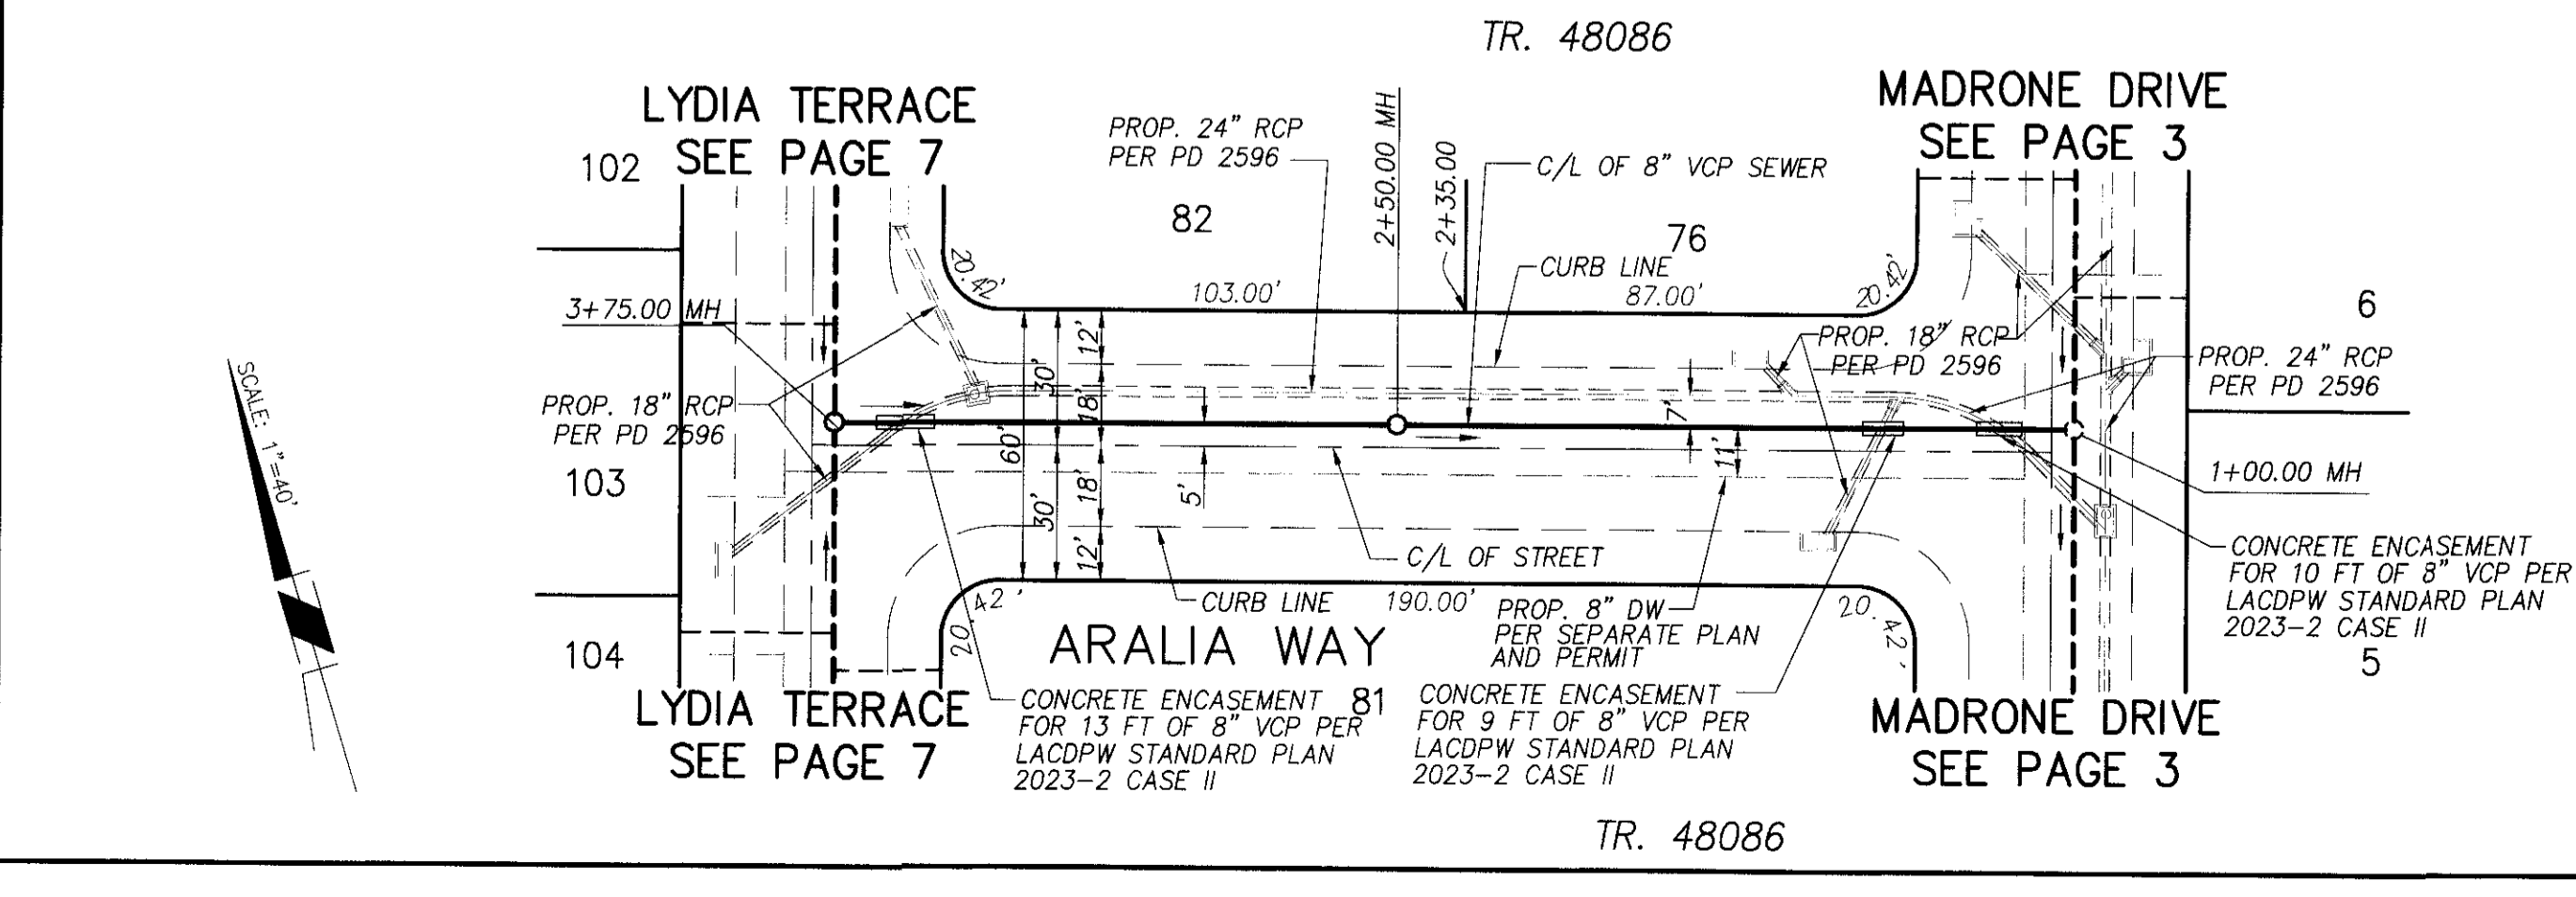 TR. 48086
LYDIA TERRACE
SEE PAGE 7
MADRONE DRIVE
SEE PAGE 3
PROP. 24" RCP
PER PD 2596
2+50.00 MH
2+35.00
C/L OF 8" VCP SEWER
102
82
76
20.42'
CURB LINE
20.42'
103.00'
87.00'
3+75.00 MH
6
SCALE: 1"=40'
12'
30'
18'
PROP. 18" RCP
PER PD 2596
PROP. 24" RCP
PER PD 2596
PROP. 18" RCP
PER PD 2596
60'
7'
11'
103
30'
18'
5'
12'
1+00.00 MH
C/L OF STREET
CONCRETE ENCASEMENT
FOR 10 FT OF 8" VCP PER
LACDPW STANDARD PLAN
2023-2 CASE II
5
20.42'
CURB LINE
190.00'
PROP. 8" DW
PER SEPARATE PLAN
AND PERMIT
20.42'
104
ARALIA WAY
LYDIA TERRACE
SEE PAGE 7
CONCRETE ENCASEMENT
FOR 13 FT OF 8" VCP PER
LACDPW STANDARD PLAN
2023-2 CASE II
81
CONCRETE ENCASEMENT
FOR 9 FT OF 8" VCP PER
LACDPW STANDARD PLAN
2023-2 CASE II
MADRONE DRIVE
SEE PAGE 3
TR. 48086